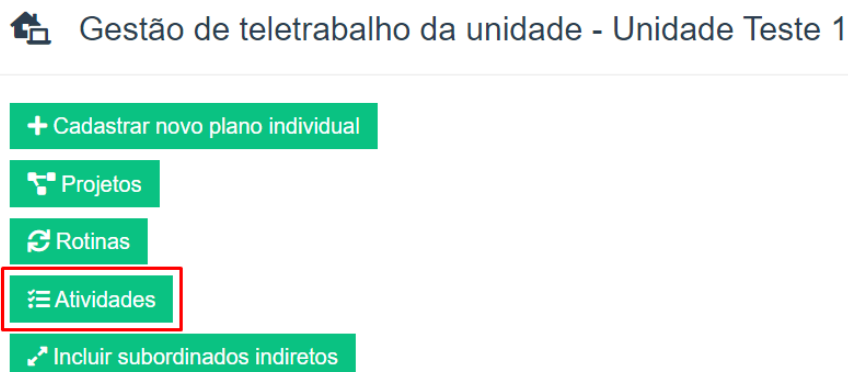 Gestão de teletrabalho da unidade - Unidade Teste 1
Cadastrar novo plano individual
Projetos
Rotinas
Atividades
Incluir subordinados indiretos